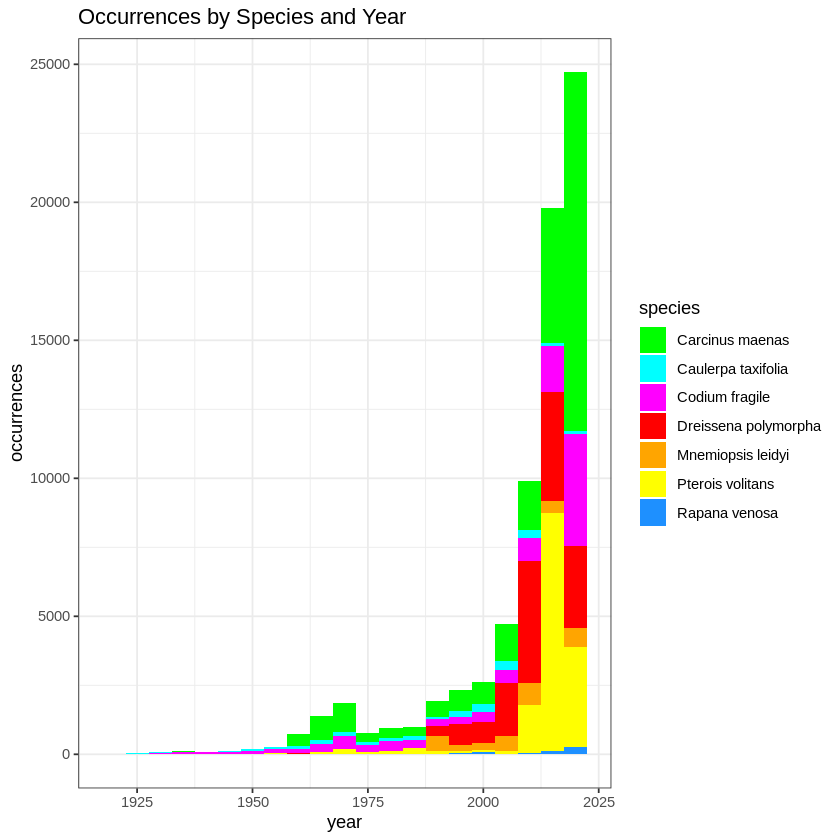 Occurrences by Species and Year
25000
20000
15000
10000
5000
0
occurrences
1925
1950
1975
2000
2025
year
species
Carcinus maenas
Caulerpa taxifolia
Codium fragile
Dreissena polymorpha
Mnemiopsis leidyi
Pterois volitans
Rapana venosa